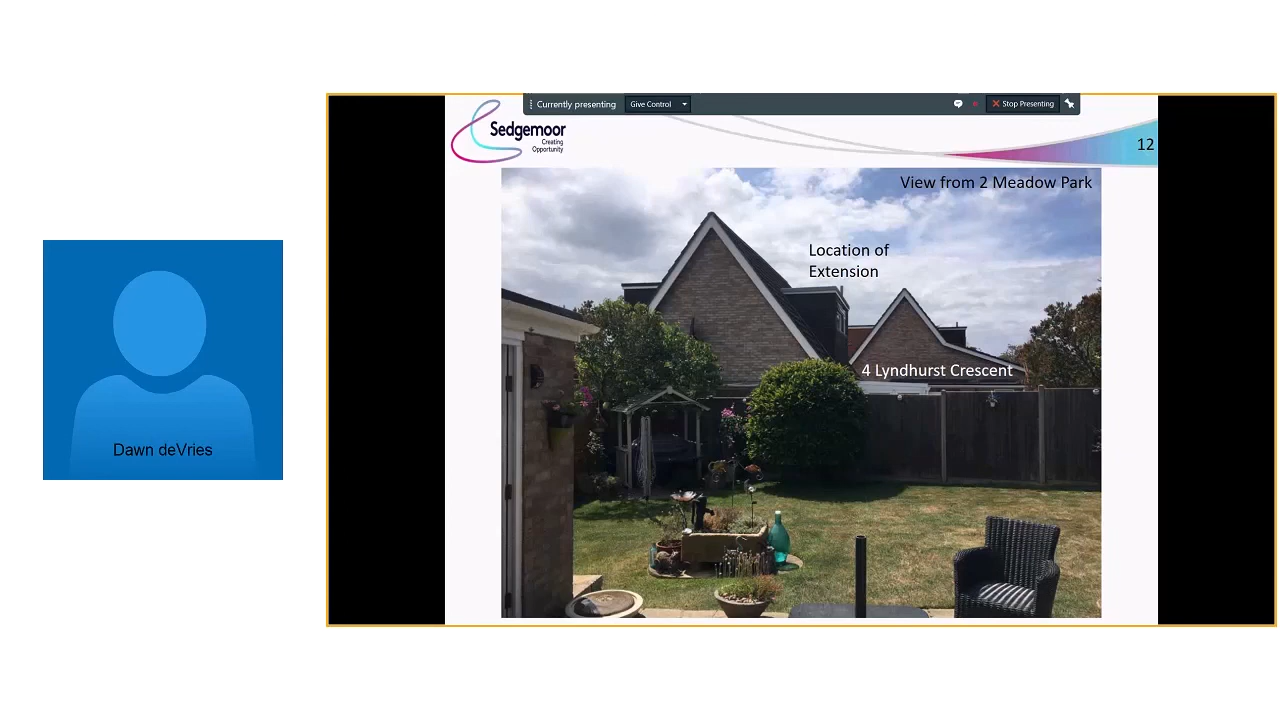 Currently presenting
Give Control
Stop Presenting
Sedgemoor
Creating
Opportunity
12
View from 2 Meadow Park
Location of
Extension
4 Lyndhurst Crescent
Dawn deVries